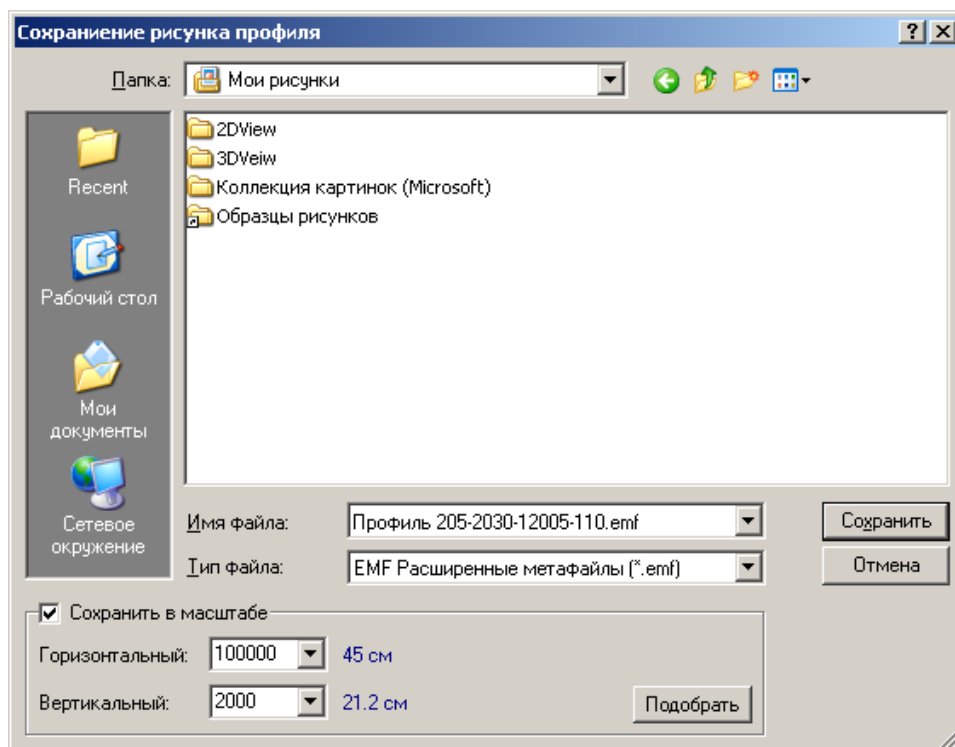 Сохраниение рисунка профиля
Папка: Мои рисунки
2DView
3DVeiw
Коллекция картинок (Microsoft)
Образцы рисунков
Recent
Рабочий стол
Мои
документы
Сетевое
окружение
Имя файла: Профиль 205-2030-12005-110.emf Сохранить
Тип файла: EMF Расширенные метафайлы (*.emf) Отмена
Сохранить в масштабе
Горизонтальный: 100000 45 см
Вертикальный: 2000 21.2 см Подобрать